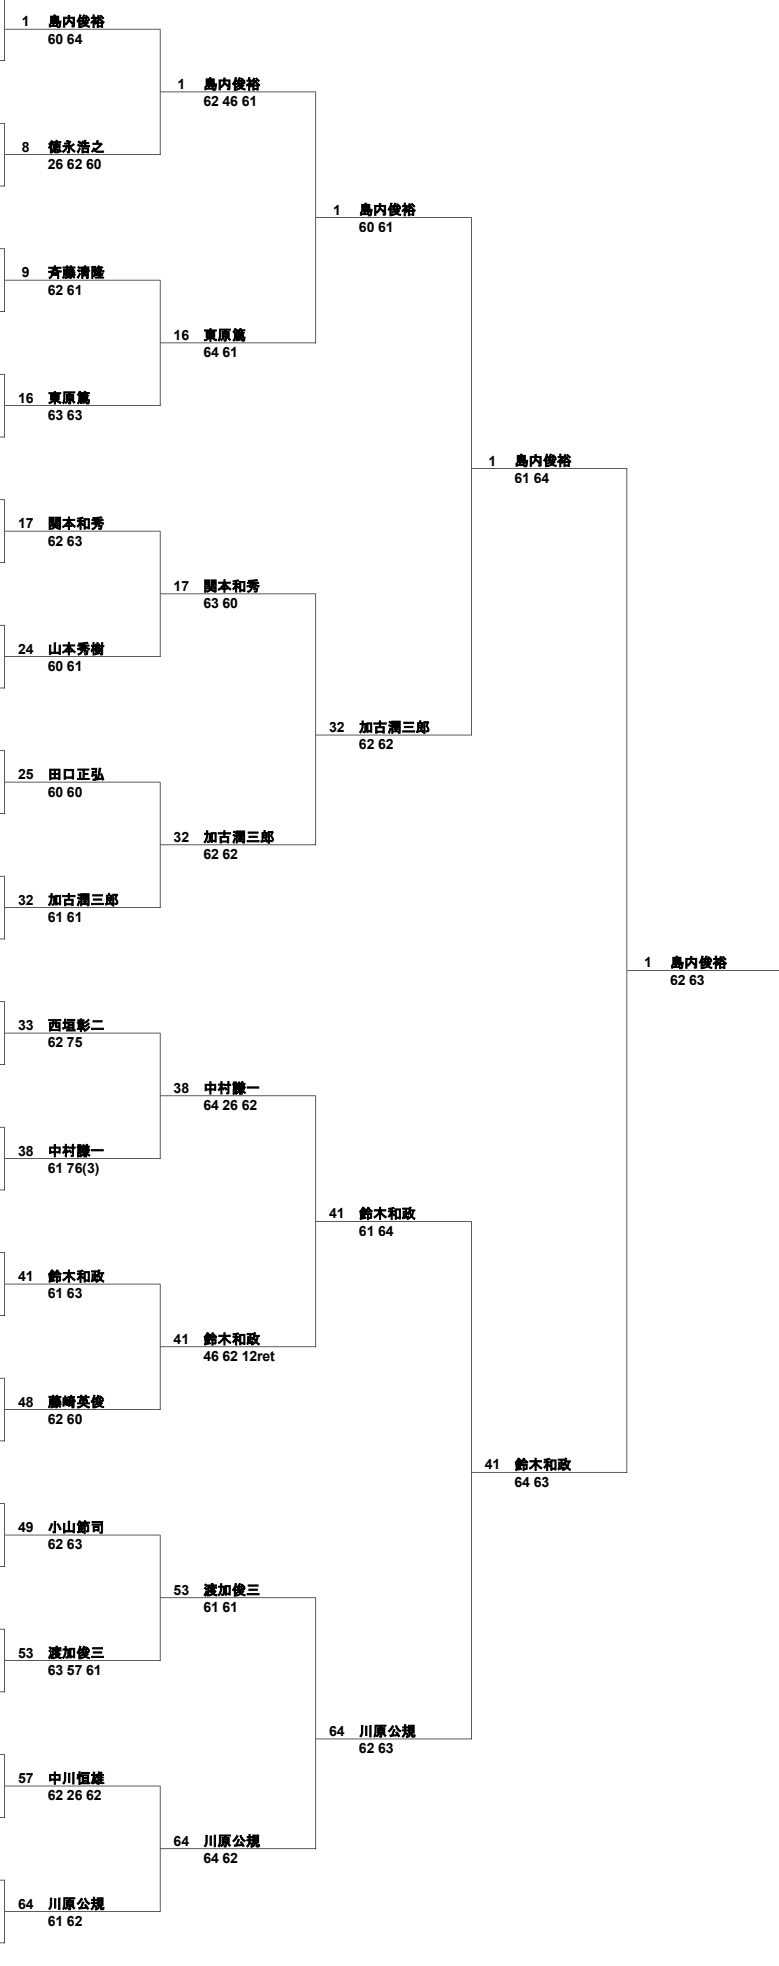 1 島内俊裕
60 64
1 島内俊裕
62 46 61
8 徳永浩之
26 62 60
1 島内俊裕
60 61
9 斉藤清隆
62 61
16 東原篤
64 61
16 東原篤
63 63
1 島内俊裕
61 64
17 関本和秀
62 63
17 関本和秀
63 60
24 山本秀樹
60 61
32 加古潤三郎
62 62
25 田口正弘
60 60
32 加古潤三郎
62 62
32 加古潤三郎
61 61
1 島内俊裕
62 63
33 西垣彰二
62 75
38 中村謙一
64 26 62
38 中村謙一
61 76(3)
41 鈴木和政
61 64
41 鈴木和政
61 63
41 鈴木和政
46 62 12ret
48 藤崎英俊
62 60
41 鈴木和政
64 63
49 小山節司
62 63
53 渡加俊三
61 61
53 渡加俊三
63 57 61
64 川原公規
62 63
57 中川恒雄
62 26 62
64 川原公規
64 62
64 川原公規
61 62